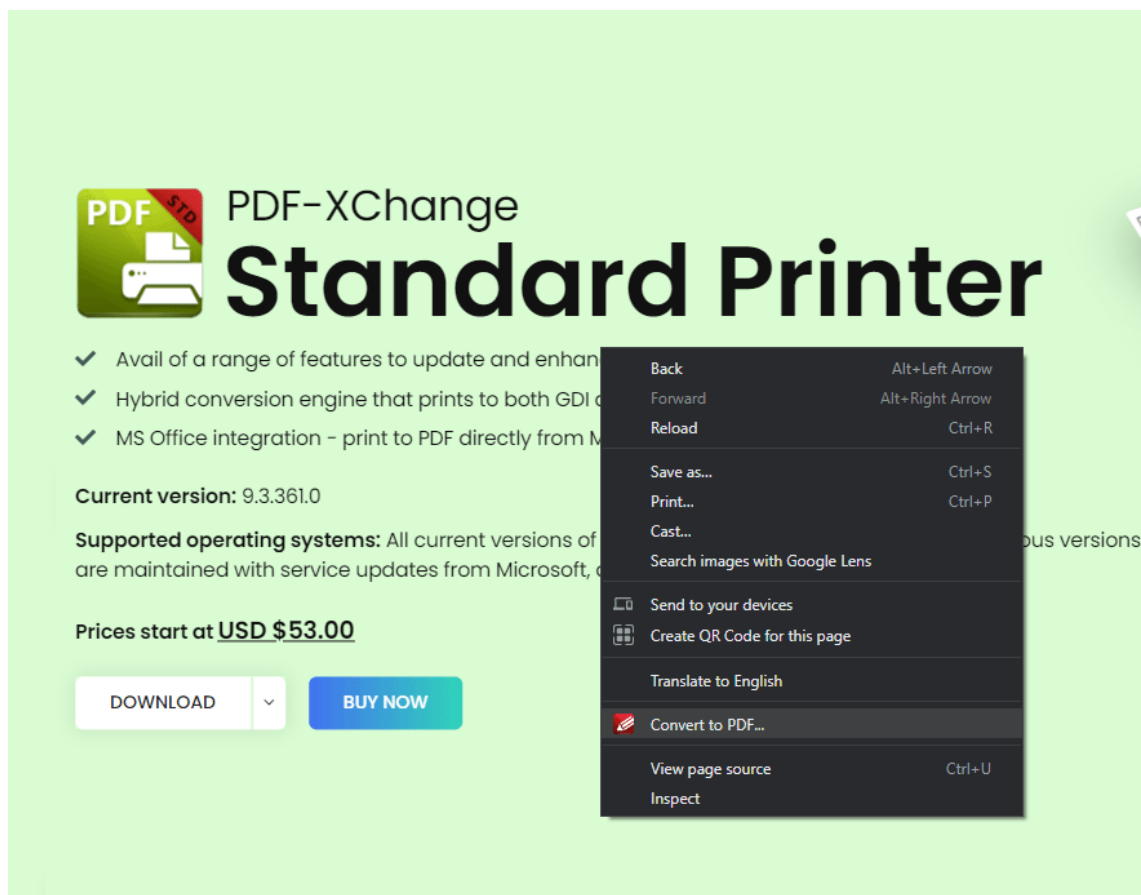 PDF STD
PDF-XChange
Standard Printer
Avail of a range of features to update and enhan
Hybrid conversion engine that prints to both GDI
MS Office integration - print to PDF directly from M
Current version: 9.3.361.0
Supported operating systems: All current versions of
ous versions
are maintained with service updates from Microsoft,
Prices start at USD $53.00
DOWNLOAD
BUY NOW
Back Alt+Left Arrow
Forward Alt+Right Arrow
Reload Ctrl+R
Save as... Ctrl+S
Print... Ctrl+P
Cast...
Search images with Google Lens
Send to your devices
Create QR Code for this page
Translate to English
Convert to PDF...
View page source Ctrl+U
Inspect